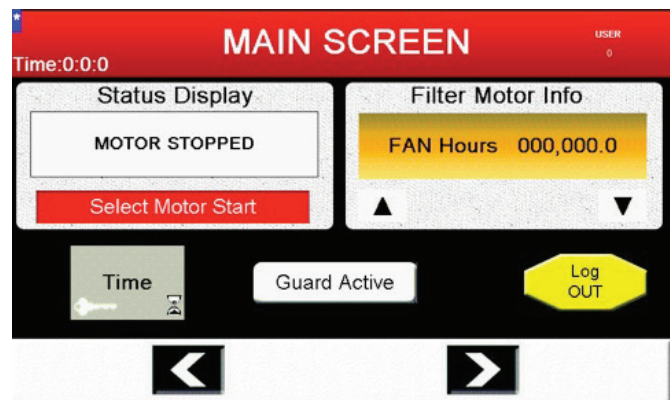 *
MAIN SCREEN
USER
0
Time:0:0:0
Status Display
MOTOR STOPPED
Select Motor Start
Filter Motor Info
FAN Hours 000,000.0
Time
Guard Active
Log
OUT